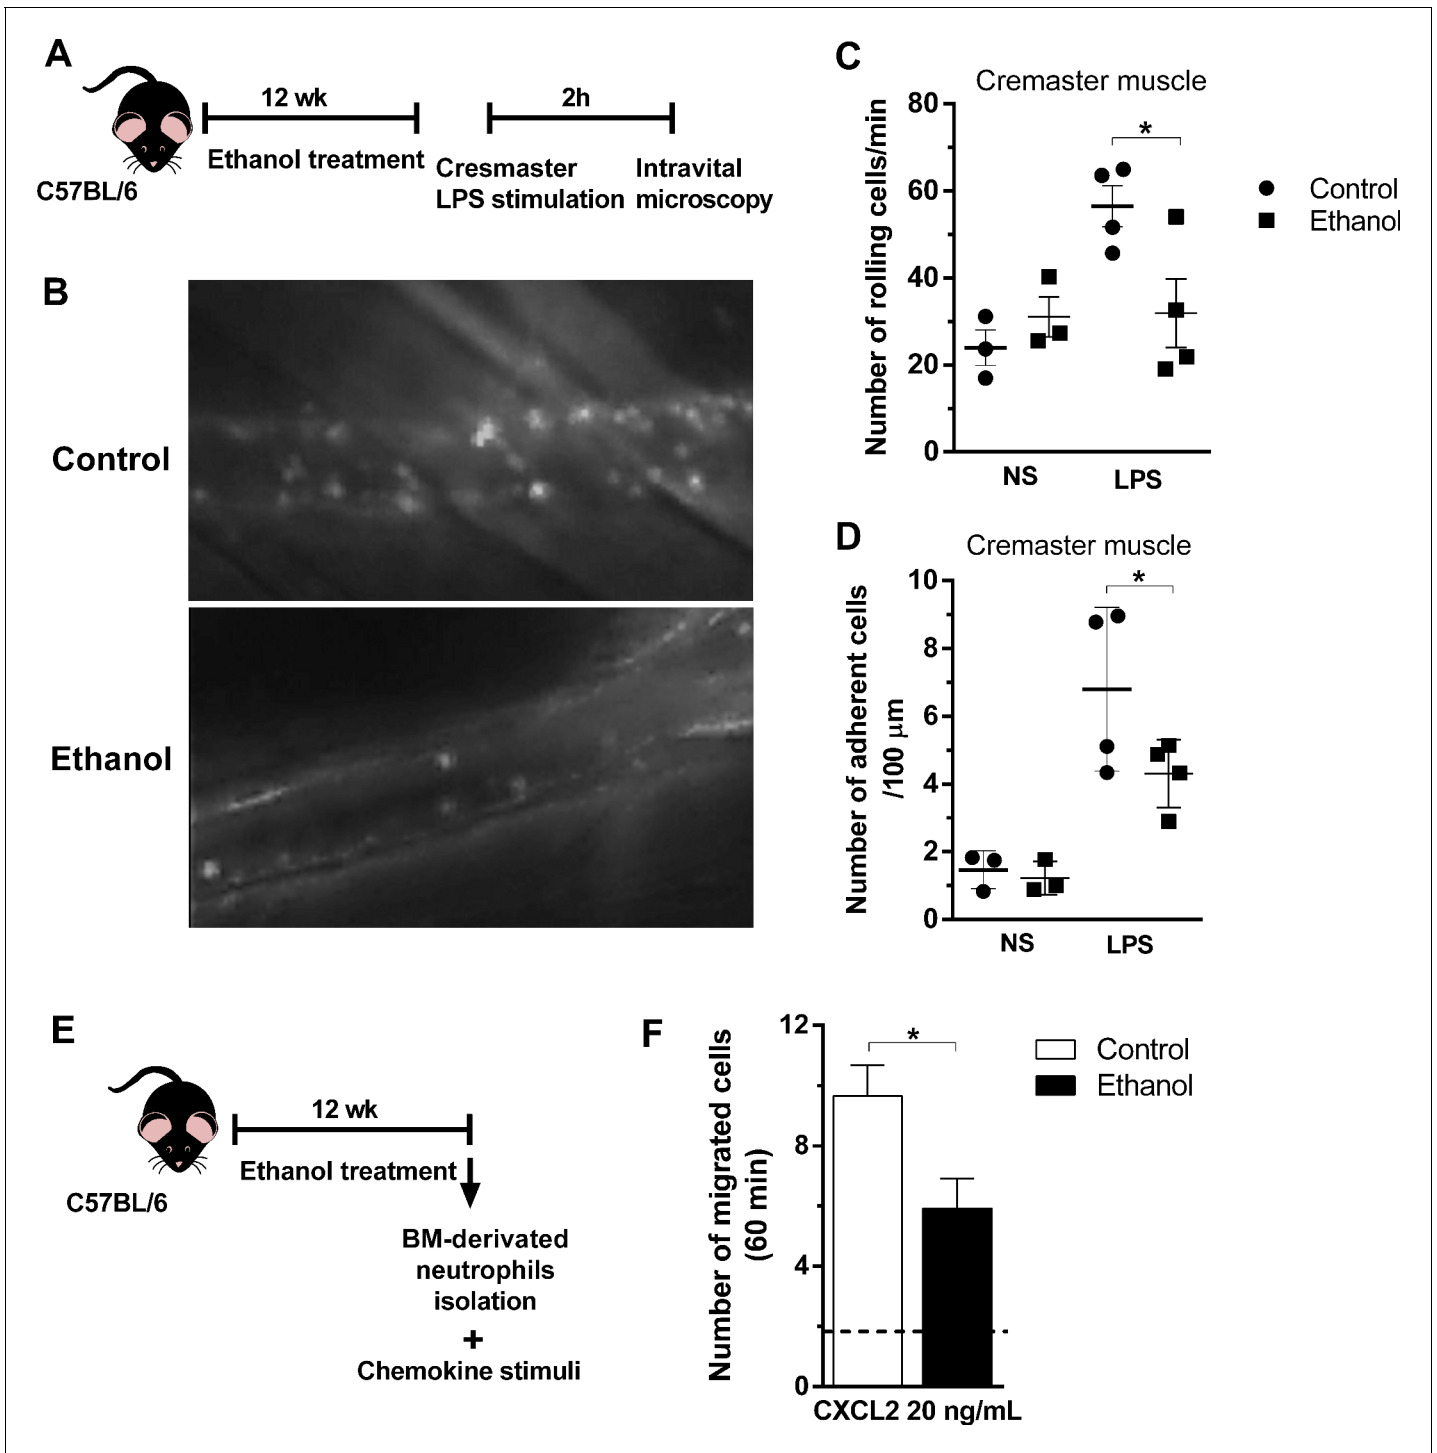 A
12 wk
2h
Ethanol treatment
Cresmaster
LPS stimulation
Intravital
microscopy
C57BL/6
B
Control
Ethanol
C
Cremaster muscle
Number of rolling cells/min
80
60
40
20
0
*
NS
LPS
Control
Ethanol
D
Cremaster muscle
Number of adherent cells
/100 µm
10
8
6
4
2
0
*
NS
LPS
E
12 wk
Ethanol treatment
C57BL/6
BM-derivated
neutrophils
isolation
+
Chemokine stimuli
F
Number of migrated cells
(60 min)
12
8
4
0
*
CXCL2 20 ng/mL
Control
Ethanol